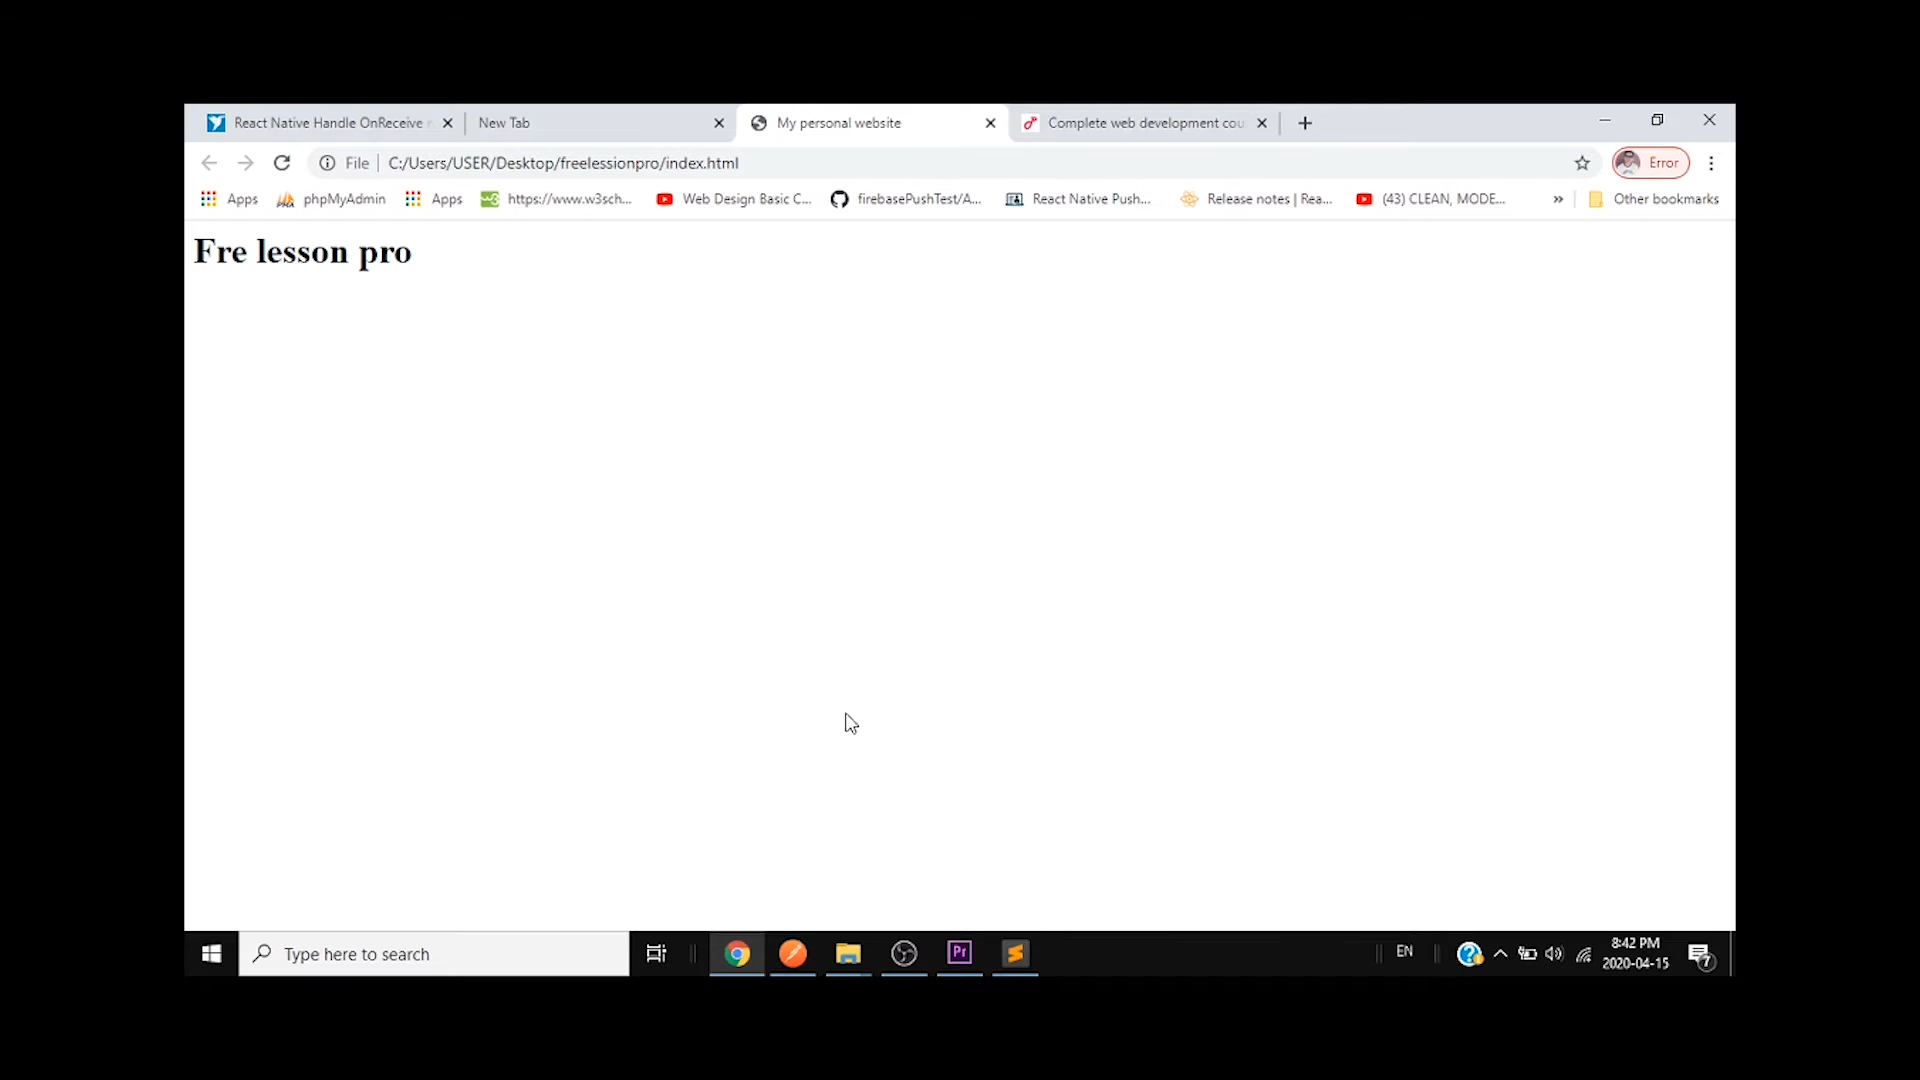 React Native Handle OnReceive
New Tab
My personal website
Complete web development cou
File
C:/Users/USER/Desktop/freelessionpro/index.html
Error
Apps
phpMyAdmin
Apps
https://www.w3sch...
Web Design Basic C...
firebasePushTest/A...
React Native Push...
Release notes | Rea...
(43) CLEAN, MODE...
»
Other bookmarks
Fre lesson pro
Type here to search
Pr
EN
8:42 PM
2020-04-15
7